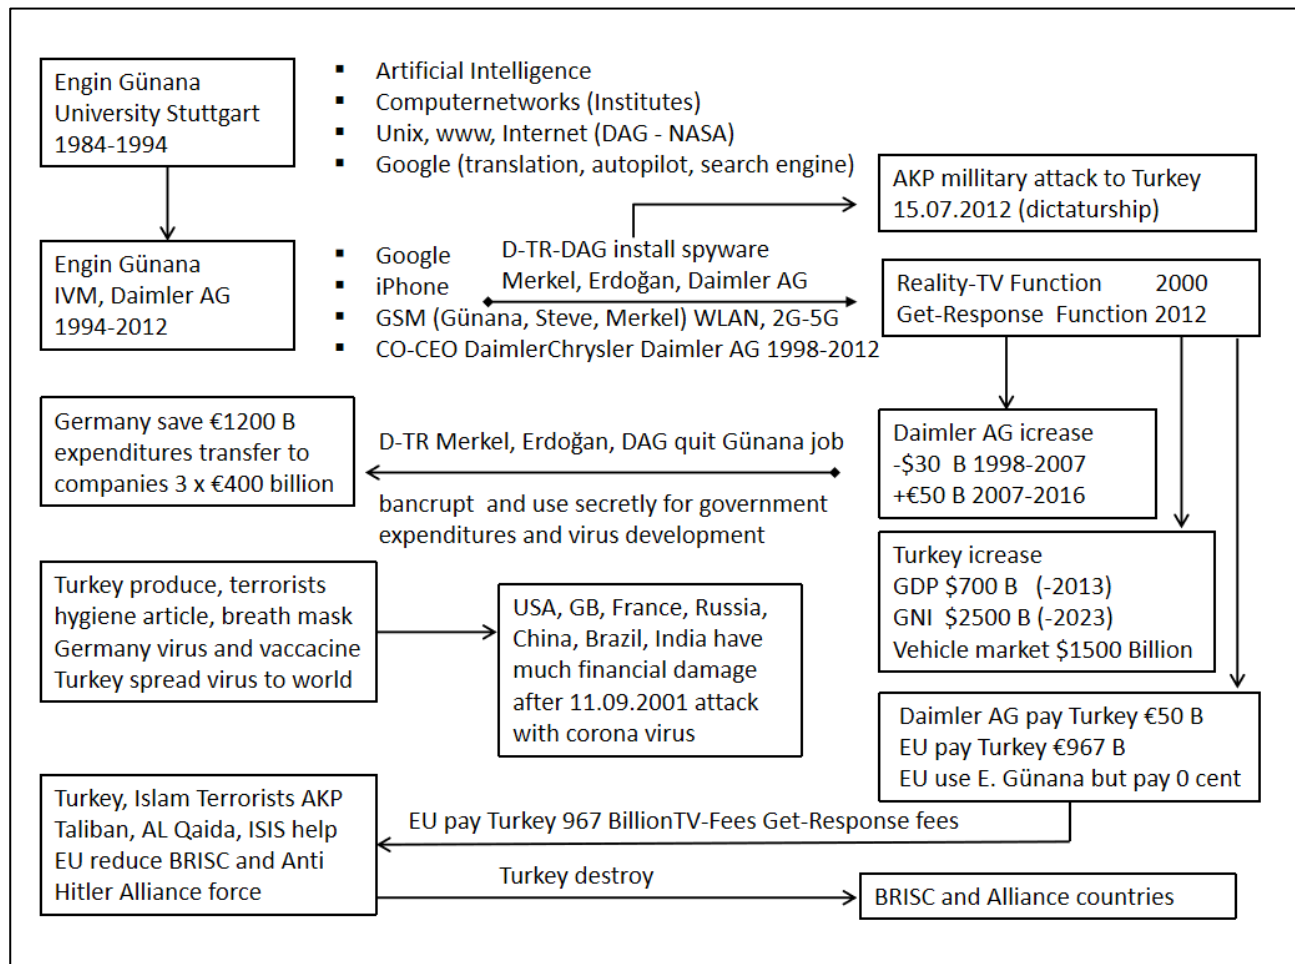 Engin Günana
University Stuttgart
1984-1994
▪ Artificial Intelligence
▪ Computernetworks (Institutes)
▪ Unix, www, Internet (DAG - NASA)
▪ Google (translation, autopilot, search engine)
AKP millitary attack to Turkey
15.07.2012 (dictaturship)
Engin Günana
IVM, Daimler AG
1994-2012
▪ Google
▪ iPhone
▪ GSM (Günana, Steve, Merkel) WLAN, 2G-5G
▪ CO-CEO DaimlerChrysler Daimler AG 1998-2012
D-TR-DAG install spyware
Merkel, Erdoğan, Daimler AG
Reality-TV Function 2000
Get-Response Function 2012
Germany save €1200 B
expenditures transfer to
companies 3 x €400 billion
D-TR Merkel, Erdoğan, DAG quit Günana job
bancrupt and use secretly for government
expenditures and virus development
Daimler AG icrease
-$30 B 1998-2007
+€50 B 2007-2016
Turkey icrease
GDP $700 B (-2013)
GNI $2500 B (-2023)
Vehicle market $1500 Billion
Turkey produce, terrorists
hygiene article, breath mask
Germany virus and vaccacine
Turkey spread virus to world
USA, GB, France, Russia,
China, Brazil, India have
much financial damage
after 11.09.2001 attack
with corona virus
Daimler AG pay Turkey €50 B
EU pay Turkey €967 B
EU use E. Günana but pay 0 cent
Turkey, Islam Terrorists AKP
Taliban, AL Qaida, ISIS help
EU reduce BRISC and Anti
Hitler Alliance force
EU pay Turkey 967 BillionTV-Fees Get-Response fees
Turkey destroy
BRISC and Alliance countries